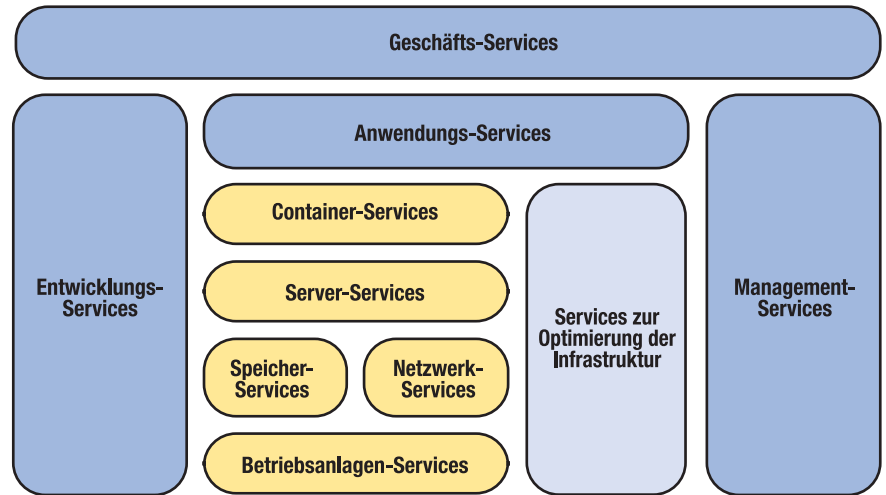 Geschäfts-Services
Anwendungs-Services
Container-Services
Server-Services
Entwicklungs-
Services
Speicher-
Services
Netzwerk-
Services
Betriebsanlagen-Services
Services zur
Optimierung der
Infrastruktur
Management-
Services